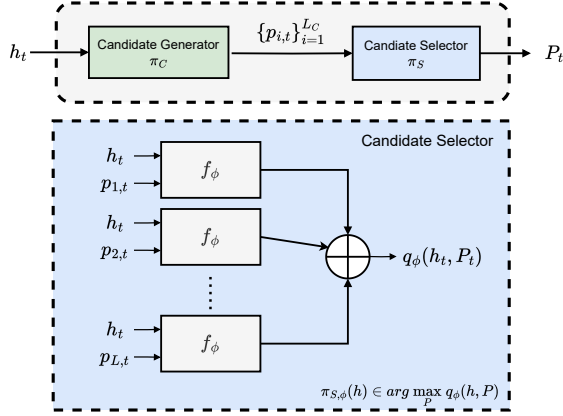 h_t
Candidate Generator
π_C
{p_{i,t}}_{i=1}^{L_C}
Candiate Selector
π_S
P_t
Candidate Selector
h_t
p_{1,t}
f_ϕ
h_t
p_{2,t}
f_ϕ
q_ϕ(h_t, P_t)
h_t
p_{L,t}
f_ϕ
π_{S,ϕ}(h) ∈ arg max_P q_ϕ(h, P)